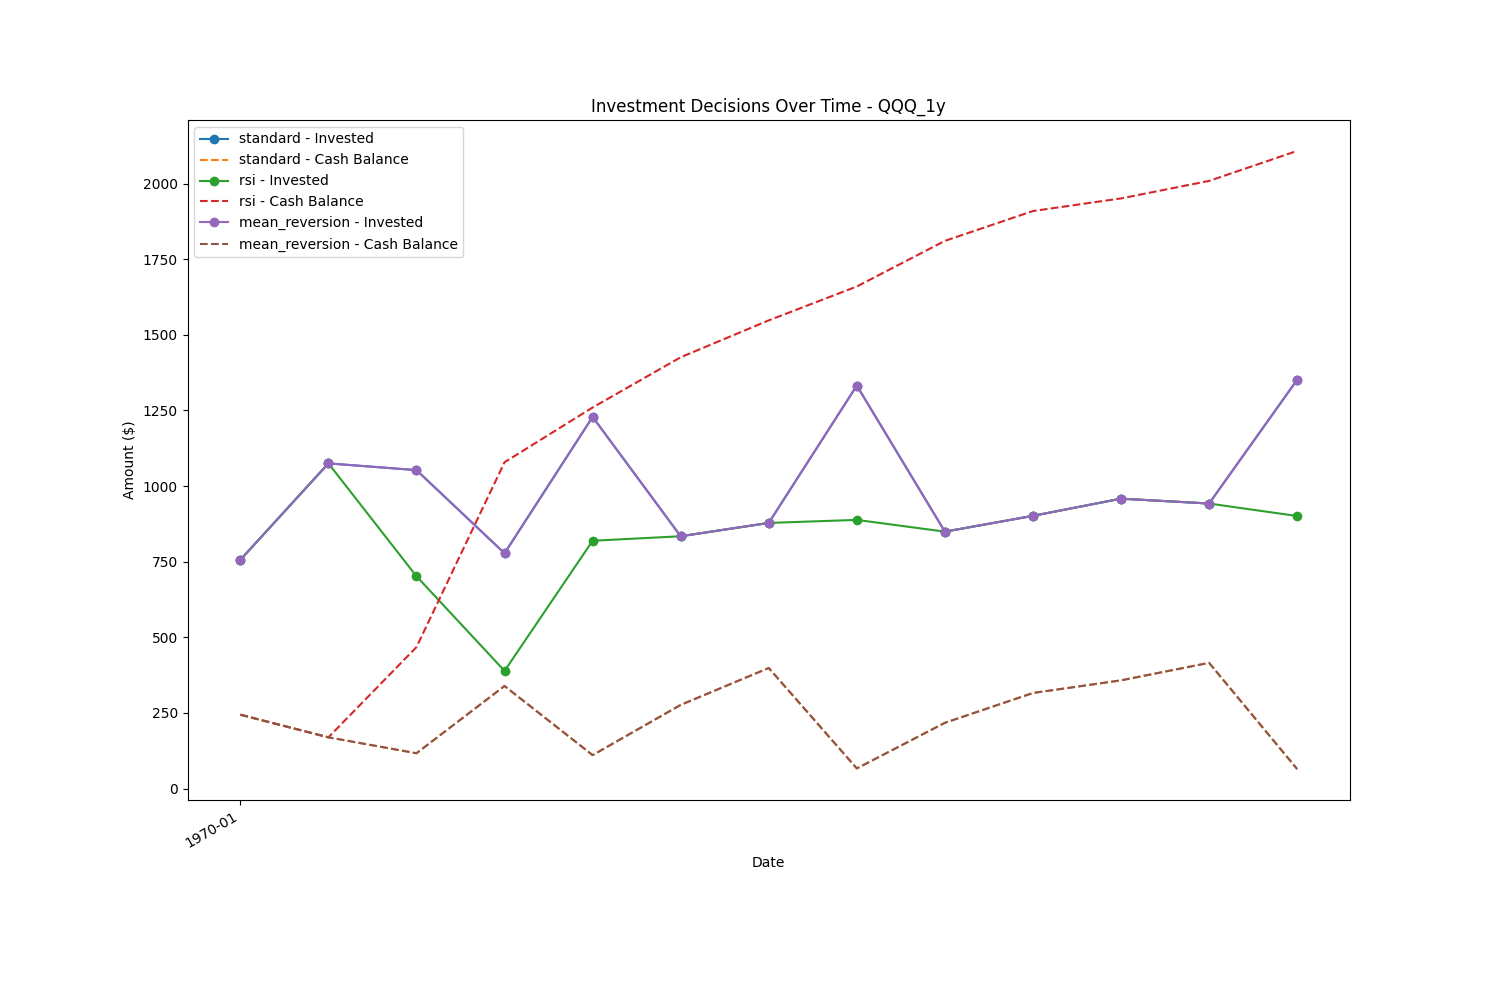 Investment Decisions Over Time - QQQ_1y
standard - Invested
standard - Cash Balance
rsi - Invested
rsi - Cash Balance
mean_reversion - Invested
mean_reversion - Cash Balance
2000
1750
1500
1250
1000
750
500
250
0
Amount ($)
1970-01
Date